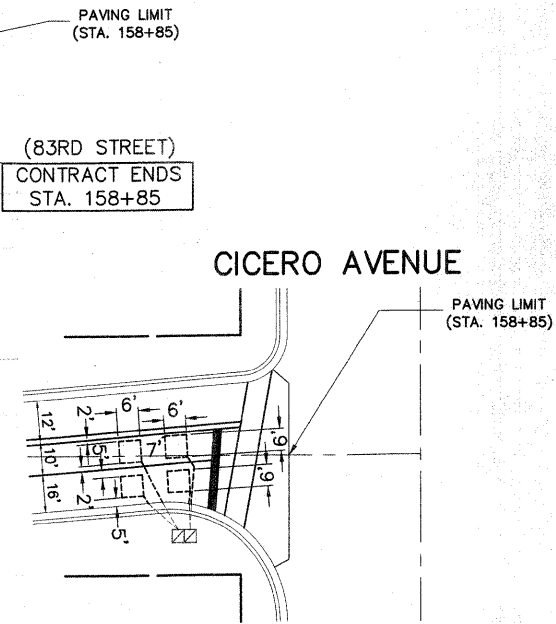 PAVING LIMIT
(STA. 158+85)
(83RD STREET)
CONTRACT ENDS
STA. 158+85
CICERO AVENUE
PAVING LIMIT
(STA. 158+85)
6'
6'
12'
2'
10'
5'
7'
9'
16'
2'
9'
5'